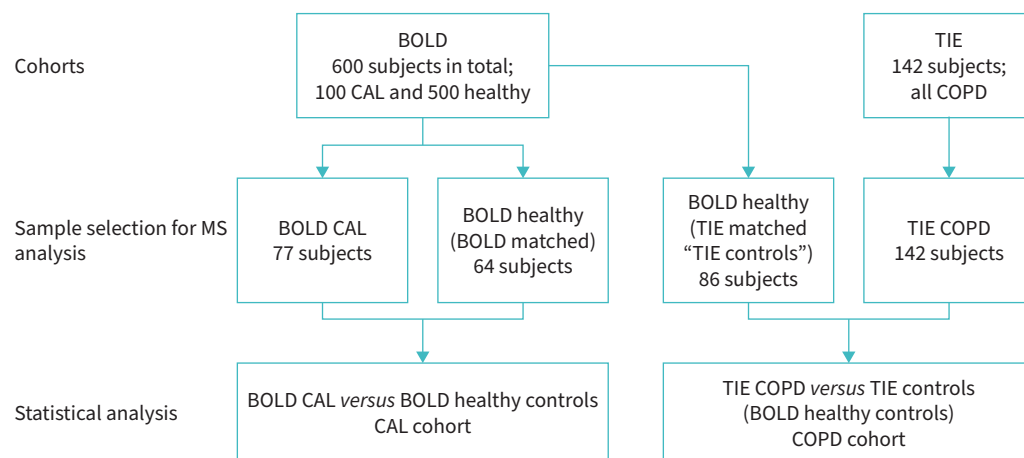 Cohorts
BOLD
600 subjects in total;
100 CAL and 500 healthy
TIE
142 subjects;
all COPD
Sample selection for MS
analysis
BOLD CAL
77 subjects
BOLD healthy
(BOLD matched)
64 subjects
BOLD healthy
(TIE matched
“TIE controls”)
86 subjects
TIE COPD
142 subjects
Statistical analysis
BOLD CAL versus BOLD healthy controls
CAL cohort
TIE COPD versus TIE controls
(BOLD healthy controls)
COPD cohort